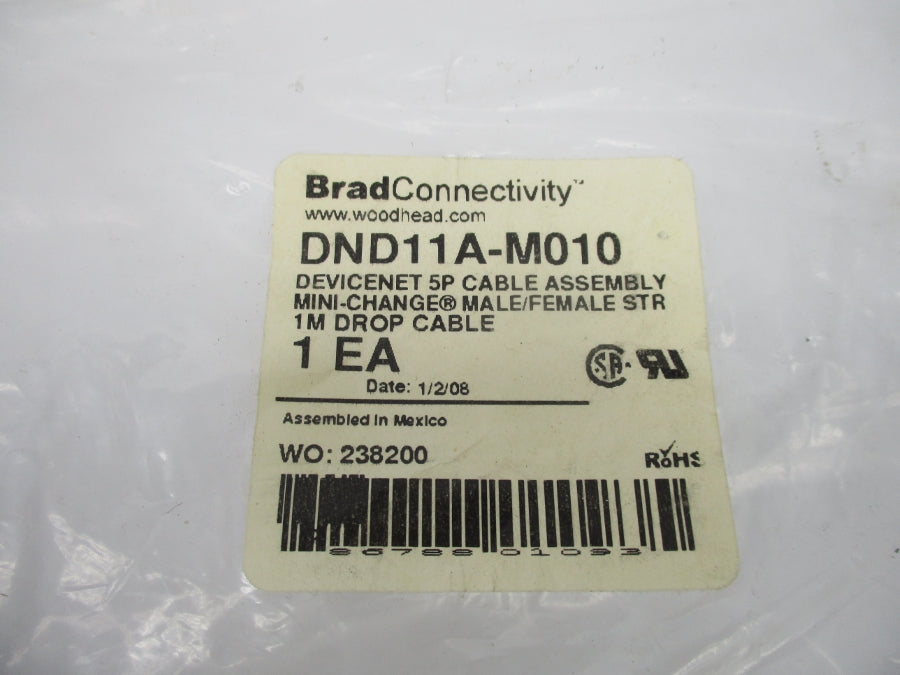 BradConnectivity™
www.woodhead.com
DND11A-M010
DEVICENET 5P CABLE ASSEMBLY
MINI-CHANGE® MALE/FEMALE STR
1M DROP CABLE
1 EA
Date: 1/2/08
Assembled in Mexico
WO: 238200
RoHS